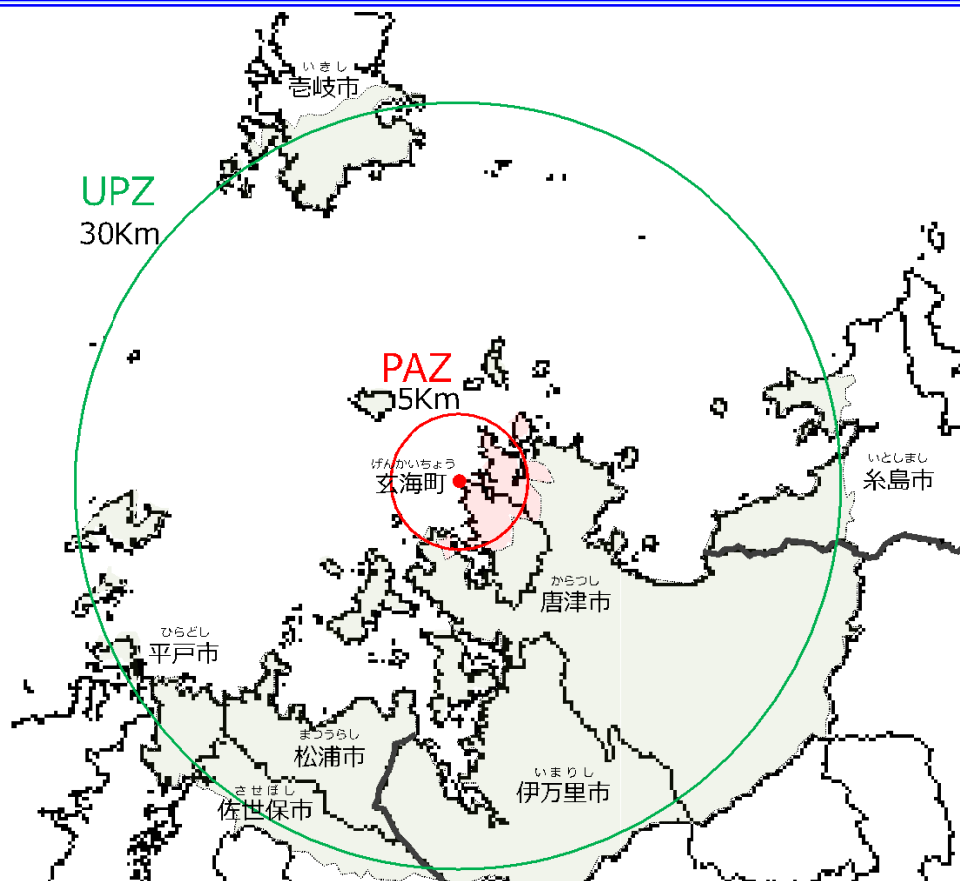 いきし
壱岐市
UPZ
30Km
PAZ
5Km
げんかいちょう
玄海町
いとしまし
糸島市
からつし
唐津市
ひらどし
平戸市
まつうらし
松浦市
いまりし
伊万里市
させぼし
佐世保市